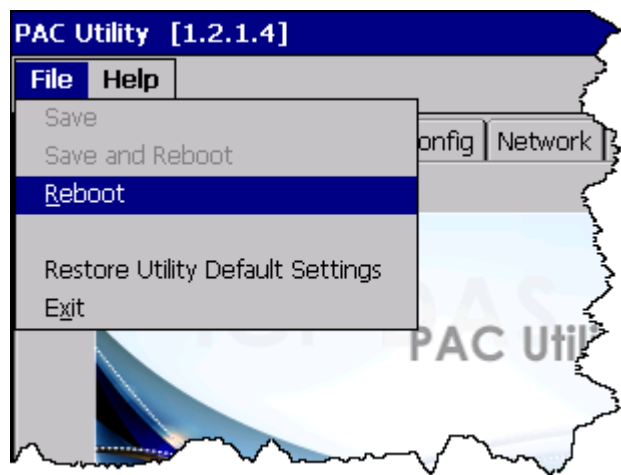 PAC Utility [1.2.1.4]
File Help
Save
Save and Reboot
onfig Network
Reboot
Restore Utility Default Settings
Exit
PAC Utili